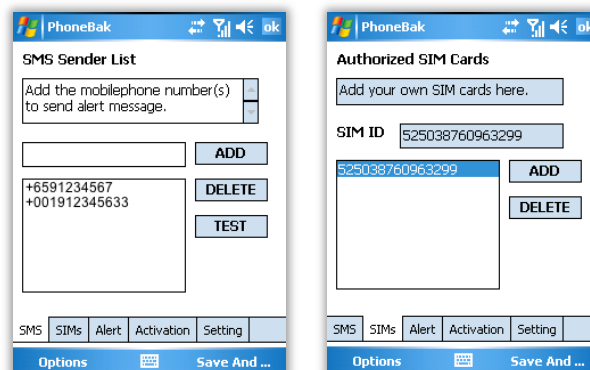 PhoneBak ok
SMS Sender List
Add the mobilephone number(s)
to send alert message.
ADD
+6591234567
+001912345633
DELETE
TEST
SMS SIMs Alert Activation Setting
Options Save And ...
PhoneBak ok
Authorized SIM Cards
Add your own SIM cards here.
SIM ID 525038760963299
525038760963299
ADD
DELETE
SMS SIMs Alert Activation Setting
Options Save And ...